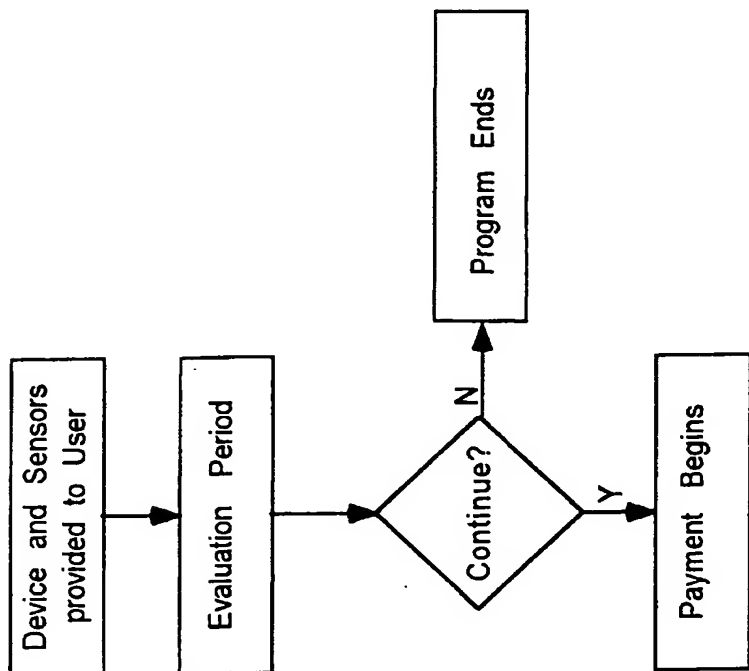 Device and Sensors
provided to User
Evaluation Period
Continue?
N
Program Ends
Y
Payment Begins